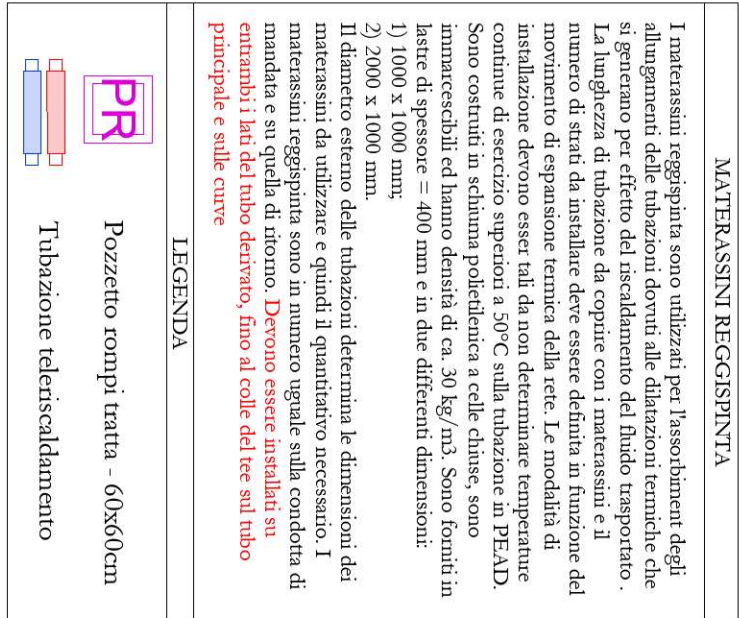 MATERASSINI REGGISPINTA
I materassini reggispinta sono utilizzati per l'assorbiment degli
allungamenti delle tubazioni dovuti alle dilatazioni termiche che
si generano per effetto del riscaldamento del fluido trasportato .
La lunghezza di tubazione da coprire con i materassini e il
numero di strati da installare deve essere definita in funzione del
movimento di espansione termica della rete. Le modalità di
installazione devono esser tali da non determinare temperature
continue di esercizio superiori a 50°C sulla tubazione in PEAD.
Sono costruiti in schiuma polietilenica a celle chiuse, sono
immarcescibili ed hanno densità di ca. 30 kg/m3. Sono forniti in
lastre di spessore = 400 mm e in due differenti dimensioni:
1) 1000 x 1000 mm;
2) 2000 x 1000 mm.
Il diametro esterno delle tubazioni determina le dimensioni dei
materassini da utilizzare e quindi il quantitativo necessario. I
materassini reggispinta sono in numero uguale sulla condotta di
mandata e su quella di ritorno. Devono essere installati su
entrambi i lati del tubo derivato, fino al colle del tee sul tubo
principale e sulle curve
LEGENDA
PR Pozzetto rompi tratta - 60x60cm
Tubazione teleriscaldamento